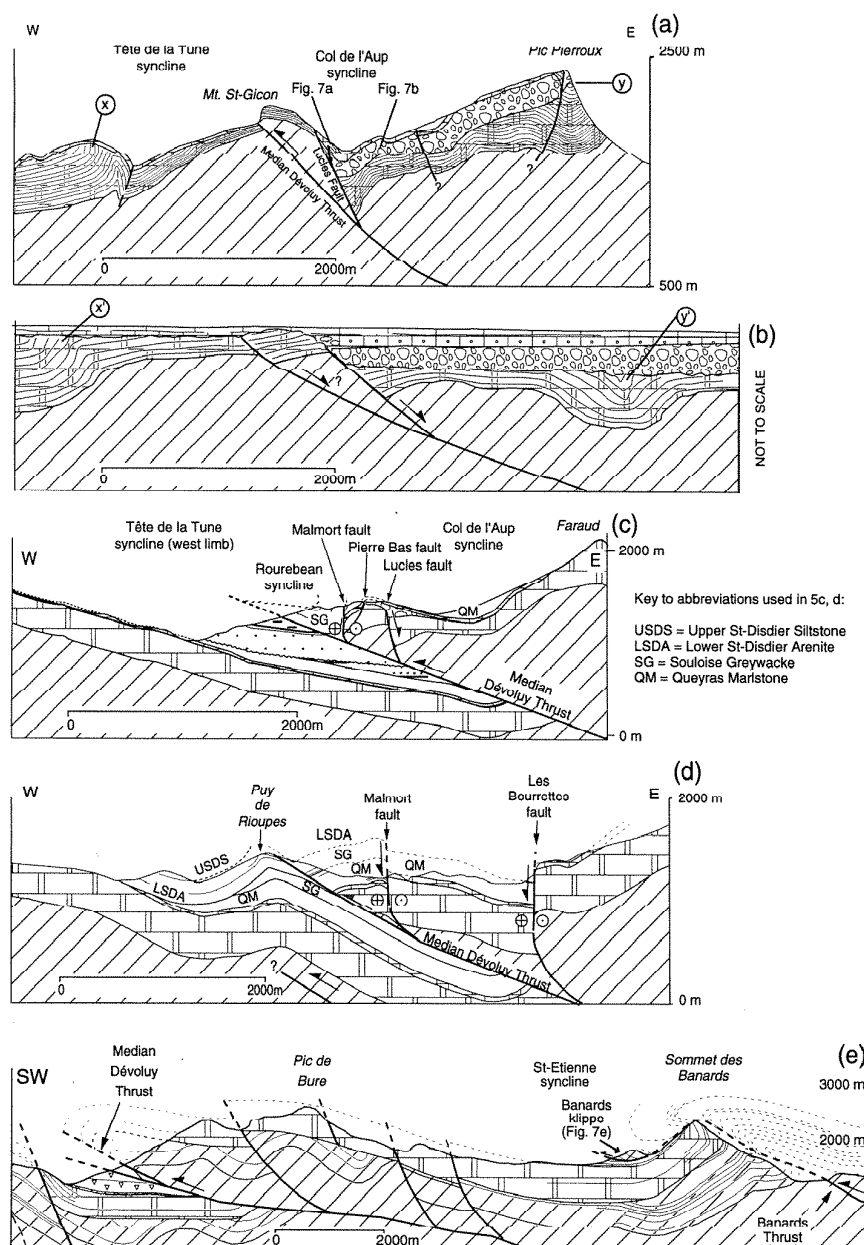 (a)
W
E
2500 m
Tête de la Tune
syncline
Mt. St-Gicon
Col de l'Aup
syncline
Fig. 7a
Fig. 7b
Pic Pierroux
x
y
Lucles Fault
Median Dévoluy Thrust
?
?
0
2000m
500 m
(b)
x'
y'
?
NOT TO SCALE
0
2000m
(c)
W
E
Tête de la Tune
syncline (west limb)
Malmort fault
Pierre Bas fault
Lucles fault
Col de l'Aup
syncline
Faraud
2000 m
Rourebean
syncline
SG
QM
Median
Dévoluy Thrust
0
2000m
0 m
Key to abbreviations used in 5c, d:
USDS = Upper St-Disdier Siltstone
LSDA = Lower St-Disdier Arenite
SG = Souloise Greywacke
QM = Queyras Marlstone
(d)
W
E
2000 m
Puy
de
Rioupes
Malmort
fault
Les
Bourrettes
fault
USDS
LSDA
SG
QM
QM
LSDA
QM
SG
Median Dévoluy Thrust
?
0
2000m
0 m
(e)
SW
Median
Dévoluy
Thrust
Pic de
Bure
St-Etienne
syncline
Sommet des
Banards
3000 m
Banards
klippe
(Fig. 7e)
2000 m
0
2000m
Banards
Thrust